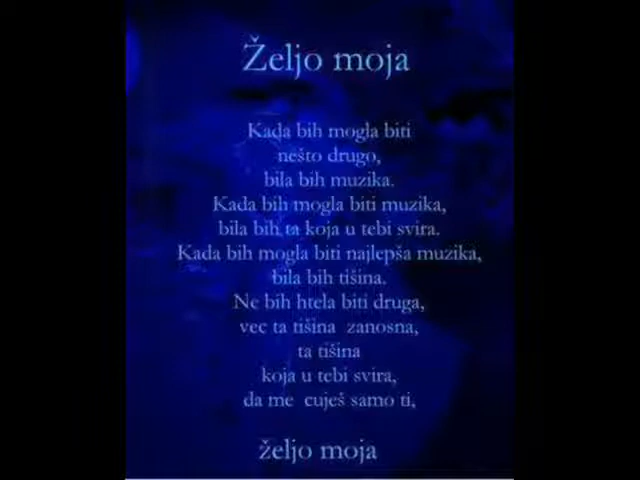 Željo moja
Kada bih mogla biti
nešto drugo,
bila bih muzika.
Kada bih mogla biti muzika,
bila bih ta koja u tebi svira.
Kada bih mogla biti najlepša muzika,
bila bih tišina.
Ne bih htela biti druga,
vec ta tišina zanosna,
ta tišina
koja u tebi svira,
da me cuješ samo ti,
željo moja